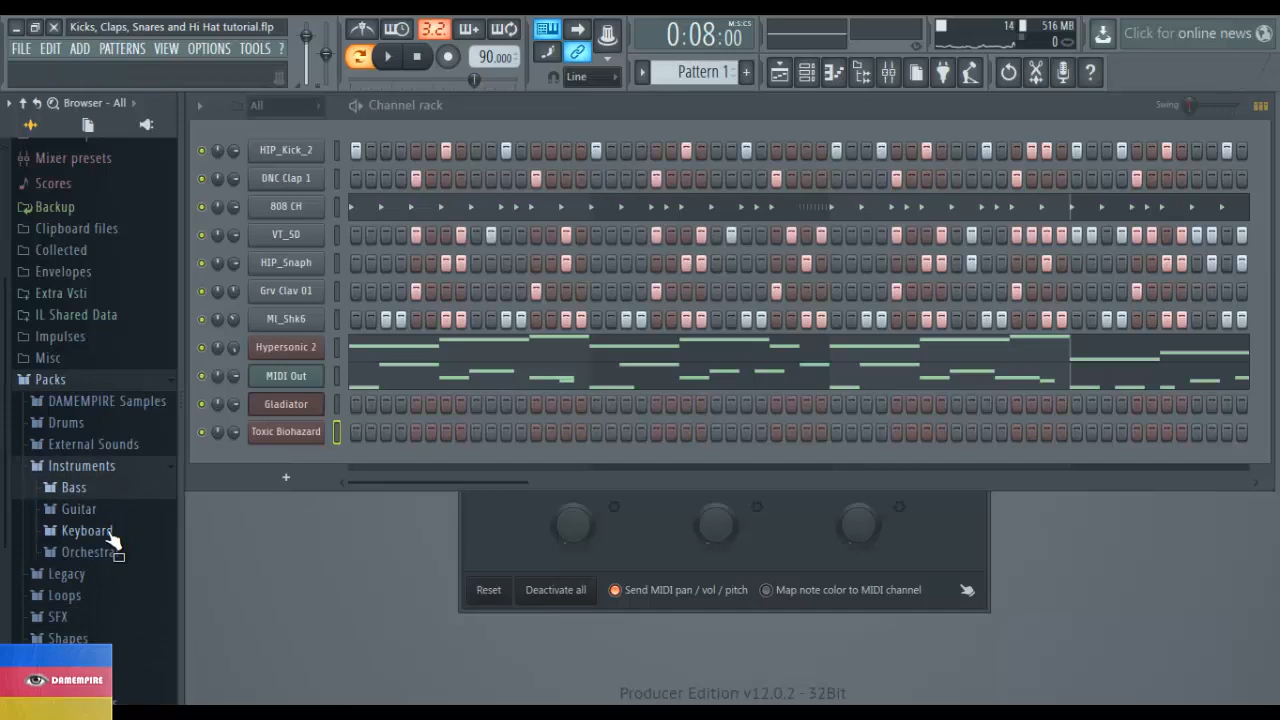 Kicks, Claps, Snares and Hi Hat tutorial.flp
FILE EDIT ADD PATTERNS VIEW OPTIONS TOOLS ?
3.2.
90.000
Line
0:08:00
M:S:CS
Pattern 1
14
516 MB
0
Click for online news
Browser - All
All
Channel rack
Swing
Mixer presets
Scores
Backup
Clipboard files
Collected
Envelopes
Extra Vsti
IL Shared Data
Impulses
Misc
Packs
DAMEMPIRE Samples
Drums
External Sounds
Instruments
Bass
Guitar
Keyboard
Orchestra
Legacy
Loops
SFX
Shapes
DAMEMPIRE
HIP_Kick_2
DNC Clap 1
808 CH
VT_SD
HIP_Snaph
Grv Clav 01
MI_Shk6
Hypersonic 2
MIDI Out
Gladiator
Toxic Biohazard
+
Reset
Deactivate all
Send MIDI pan / vol / pitch
Map note color to MIDI channel
Producer Edition v12.0.2 - 32Bit